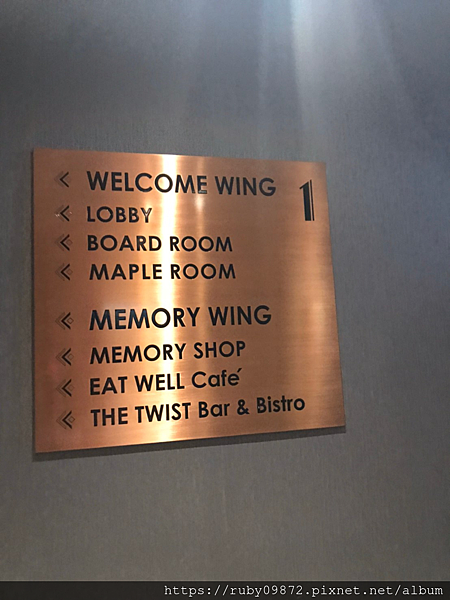 < WELCOME WING 1
< LOBBY
< BOARD ROOM
< MAPLE ROOM
< MEMORY WING
< MEMORY SHOP
< EAT WELL Café
< THE TWIST Bar & Bistro
https://ruby09872.pixnet.net/album